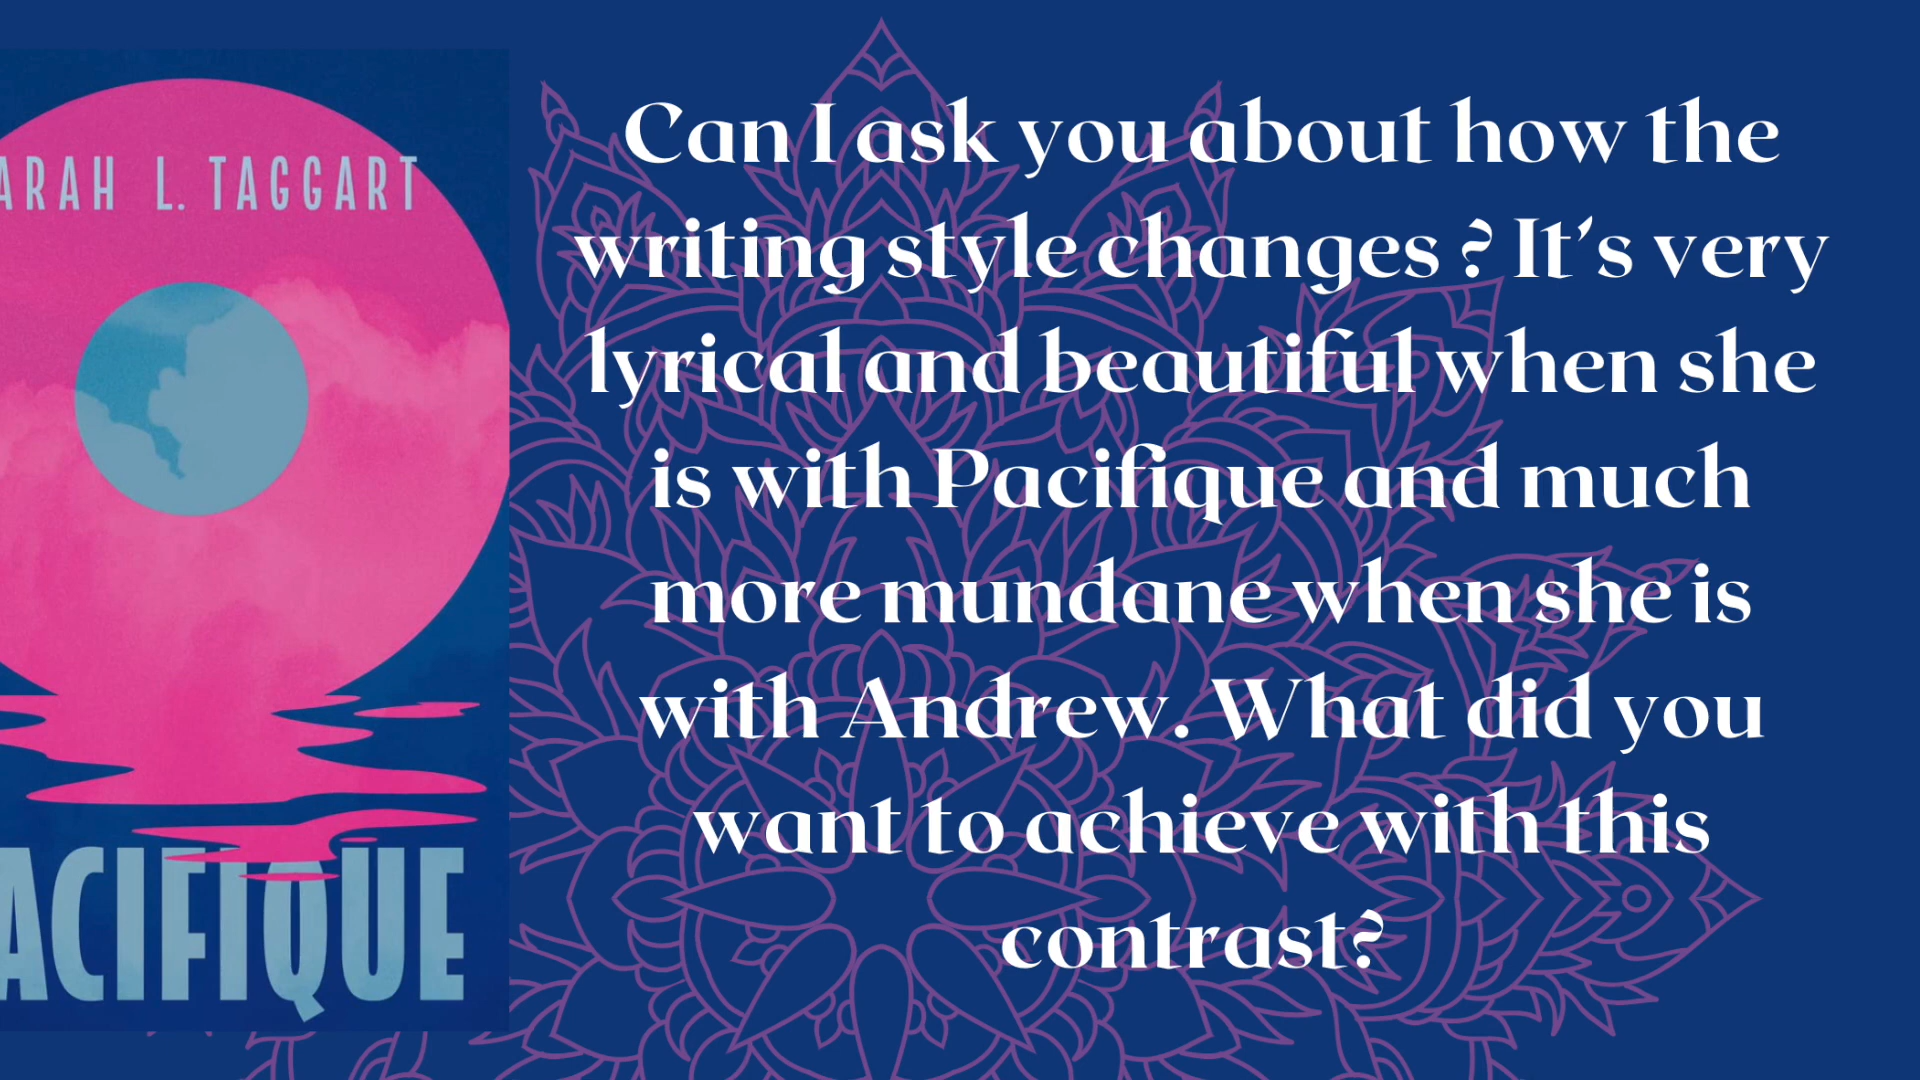 ARAH L. TAGGART
ACIFIQUE
Can I ask you about how the
writing style changes ? It's very
lyrical and beautiful when she
is with Pacifique and much
more mundane when she is
with Andrew. What did you
want to achieve with this
contrast?